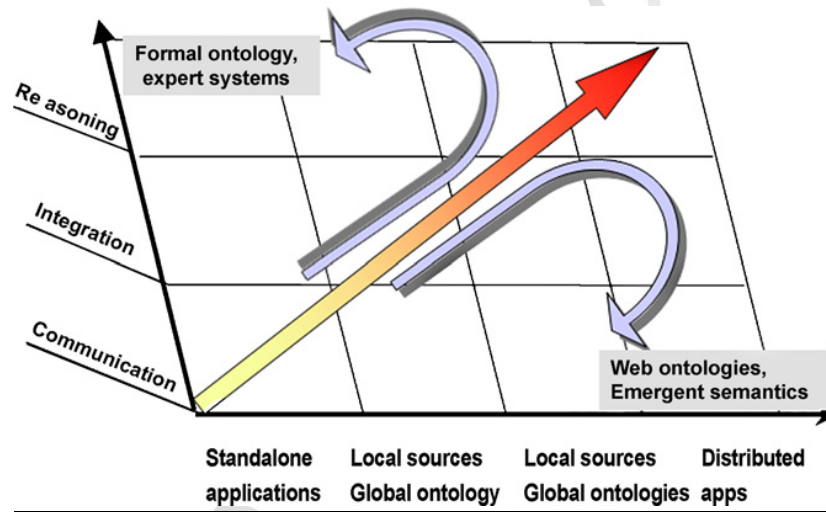 Formal ontology,
expert systems
Re asoning
Integration
Communication
Web ontologies,
Emergent semantics
Standalone
applications
Local sources
Global ontology
Local sources
Global ontologies
Distributed
apps